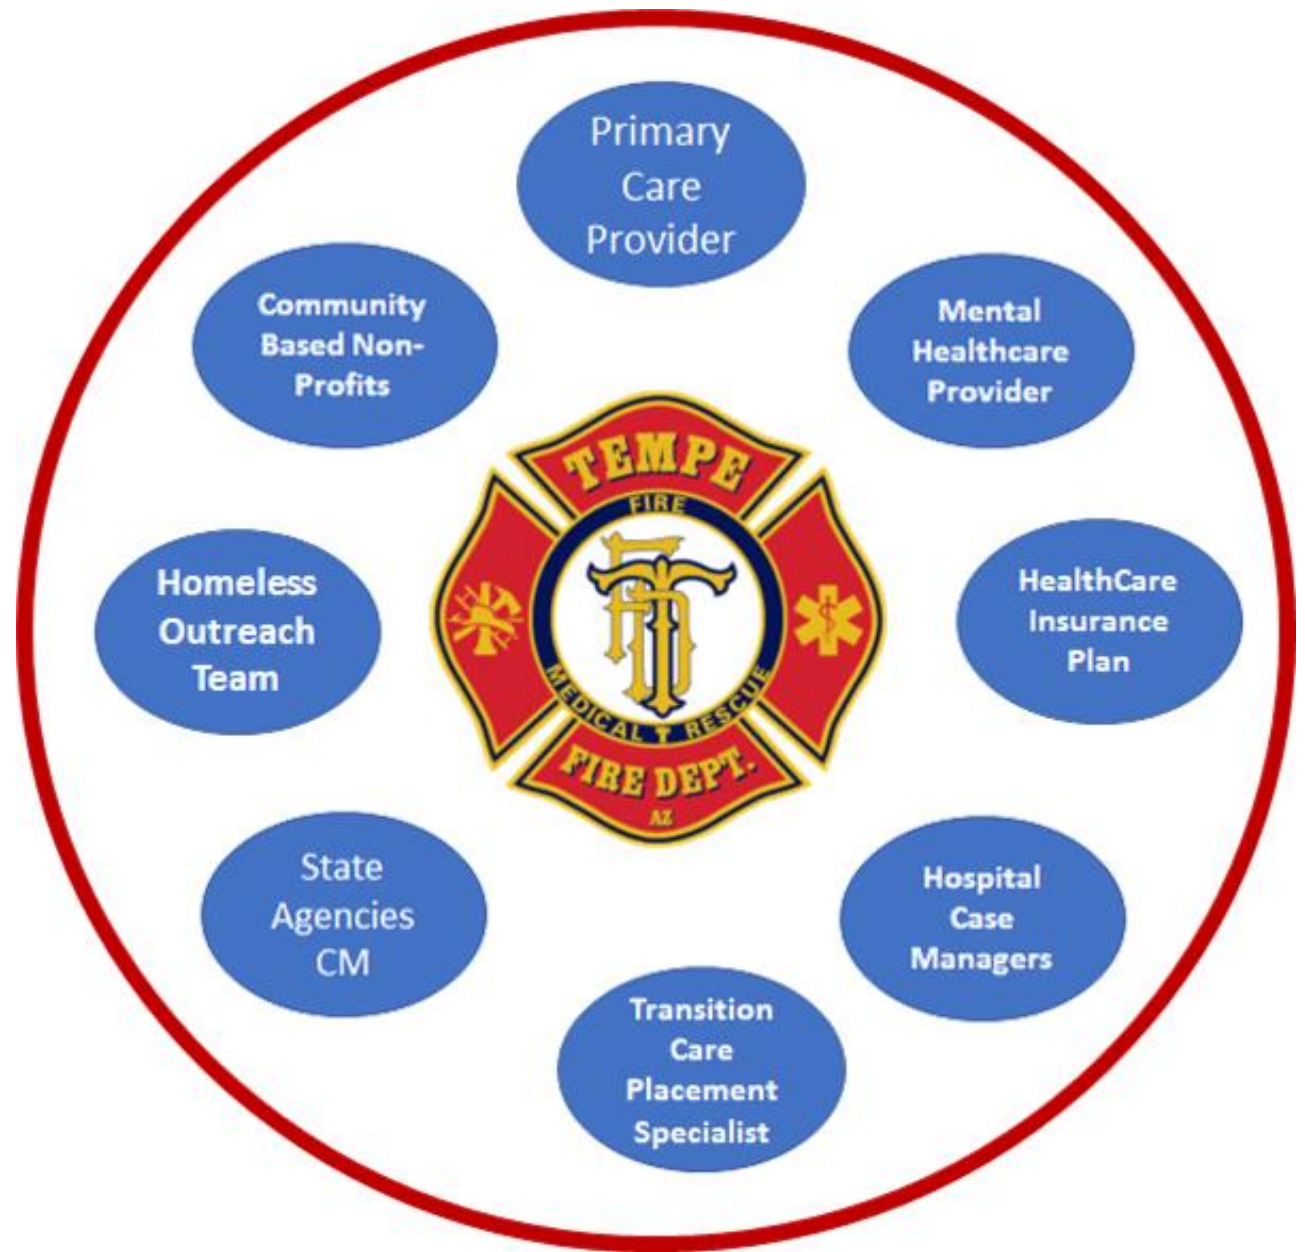 Primary
Care
Provider
Community
Based Non-
Profits
Mental
Healthcare
Provider
TEMPE
FIRE
FD
T
MEDICAL T RESCUE
FIRE DEPT.
AZ
Homeless
Outreach
Team
HealthCare
Insurance
Plan
State
Agencies
CM
Hospital
Case
Managers
Transition
Care
Placement
Specialist